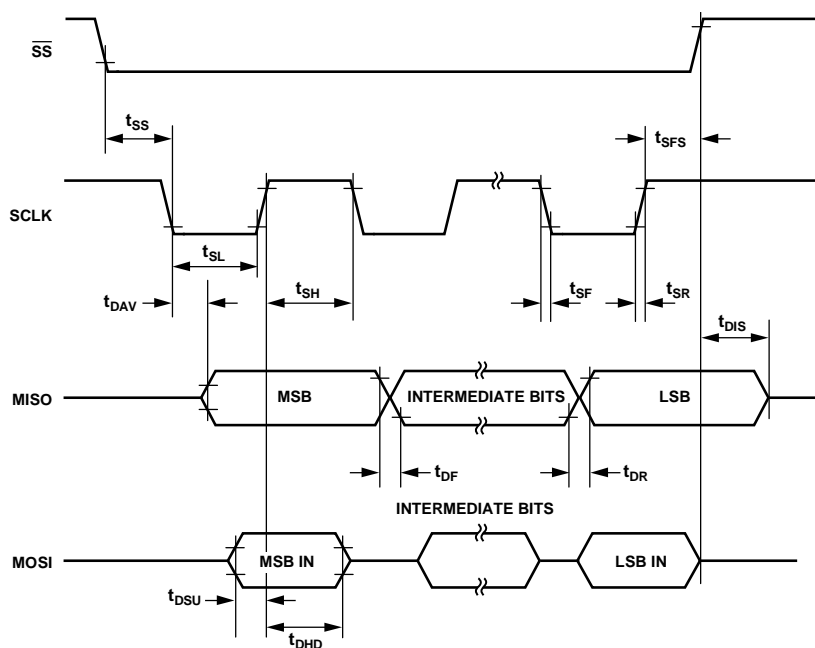 SS
tSS
tSFS
SCLK
tSL
tSH
tSF
tSR
tDAV
tDIS
MISO
MSB
INTERMEDIATE BITS
LSB
tDF
tDR
INTERMEDIATE BITS
MOSI
MSB IN
LSB IN
tDSU
tDHD